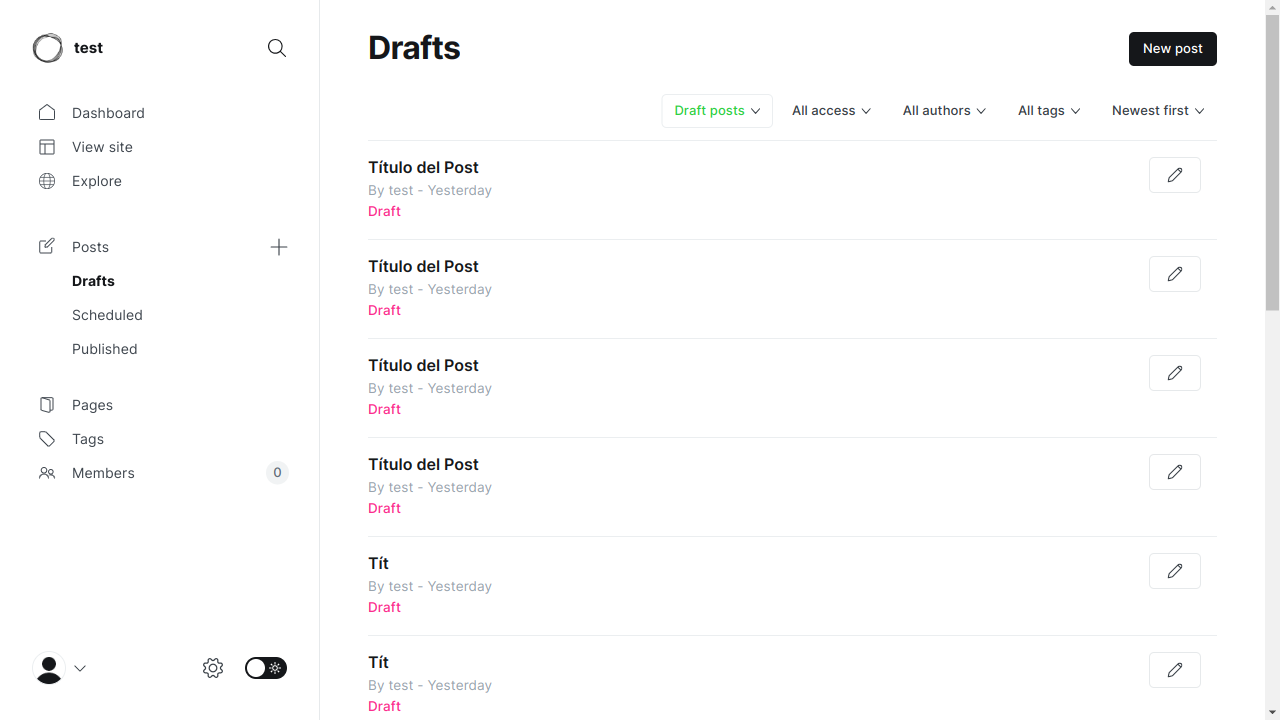 test
Dashboard
View site
Explore
Posts
Drafts
Scheduled
Published
Pages
Tags
Members 0
Drafts
New post
Draft posts All access All authors All tags Newest first
Título del Post
By test - Yesterday
Draft
Título del Post
By test - Yesterday
Draft
Título del Post
By test - Yesterday
Draft
Título del Post
By test - Yesterday
Draft
Tít
By test - Yesterday
Draft
Tít
By test - Yesterday
Draft